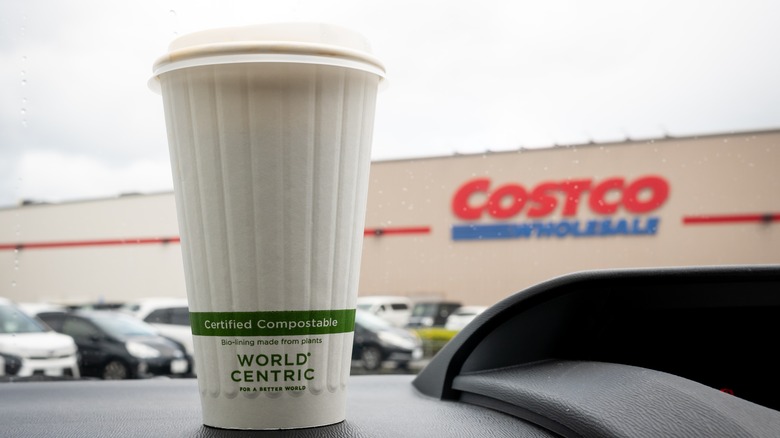 COSTCO
WHOLESALE
Certified Compostable
Bio-lining made from plants
WORLD
CENTRIC
FOR A BETTER WORLD